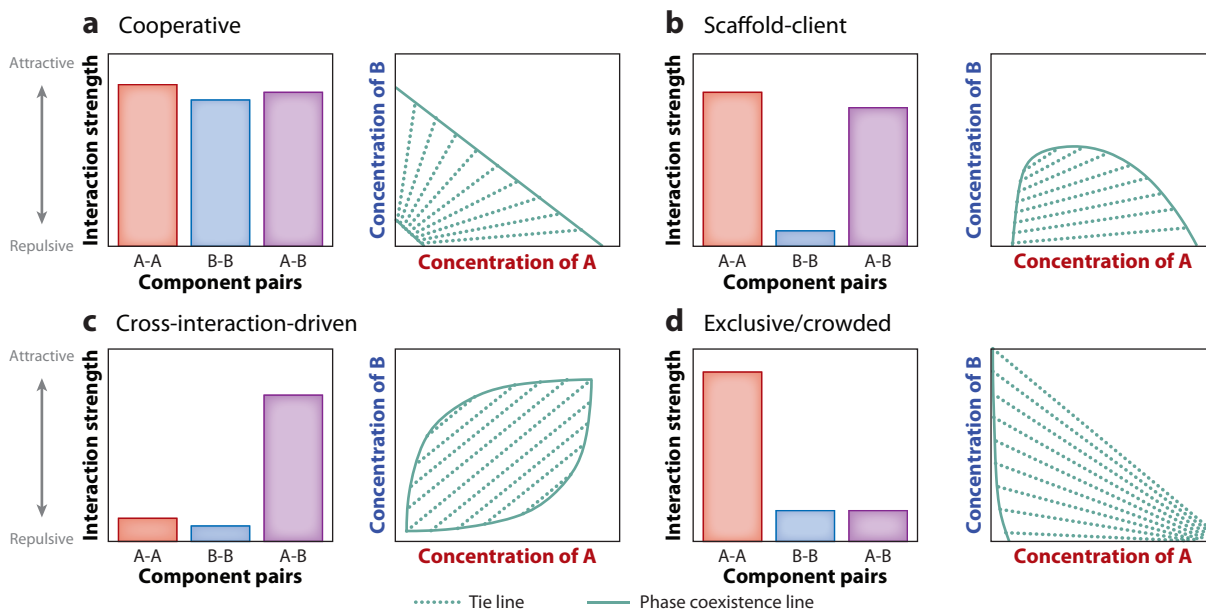 a Cooperative
Attractive
Repulsive
Interaction strength
A-A B-B A-B
Component pairs
Concentration of B
Concentration of A
b Scaffold-client
Interaction strength
A-A B-B A-B
Component pairs
Concentration of B
Concentration of A
c Cross-interaction-driven
Attractive
Repulsive
Interaction strength
A-A B-B A-B
Component pairs
Concentration of B
Concentration of A
d Exclusive/crowded
Interaction strength
A-A B-B A-B
Component pairs
Concentration of B
Concentration of A
Tie line
Phase coexistence line